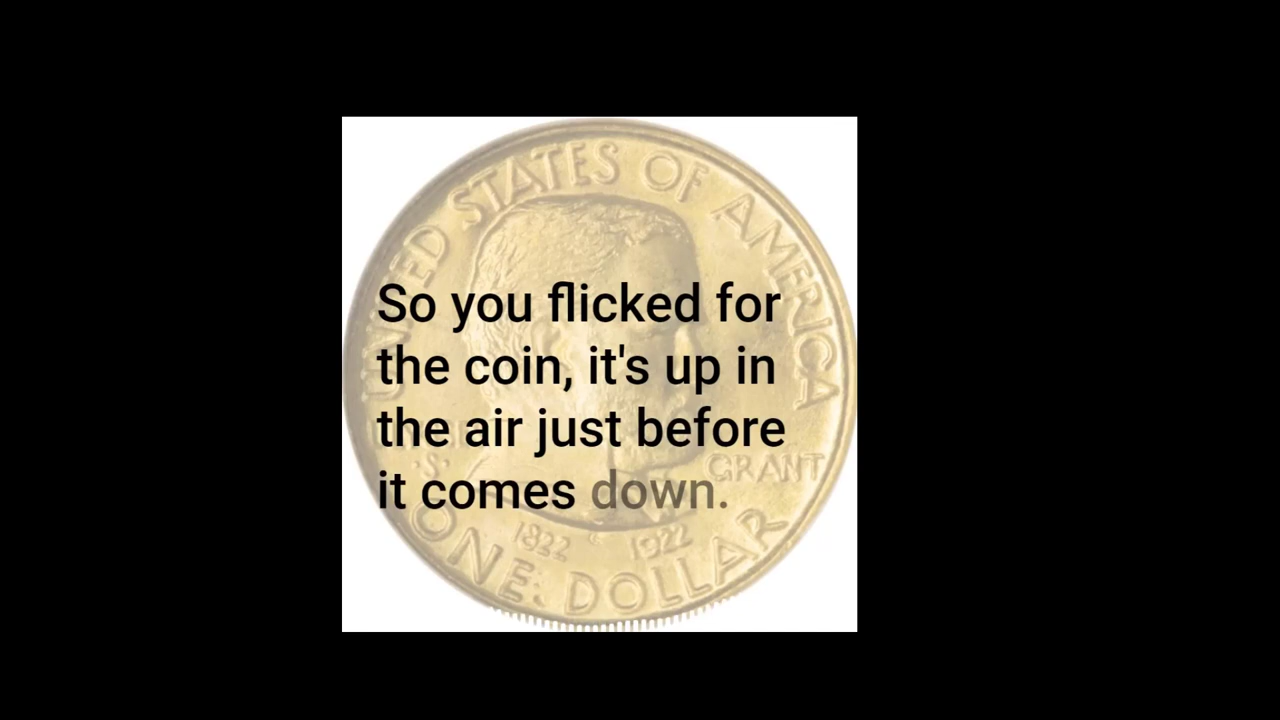 So you flicked for
the coin, it's up in
the air just before
it comes down.
UNITED STATES OF AMERICA
GRANT
1822 1922
ONE DOLLAR